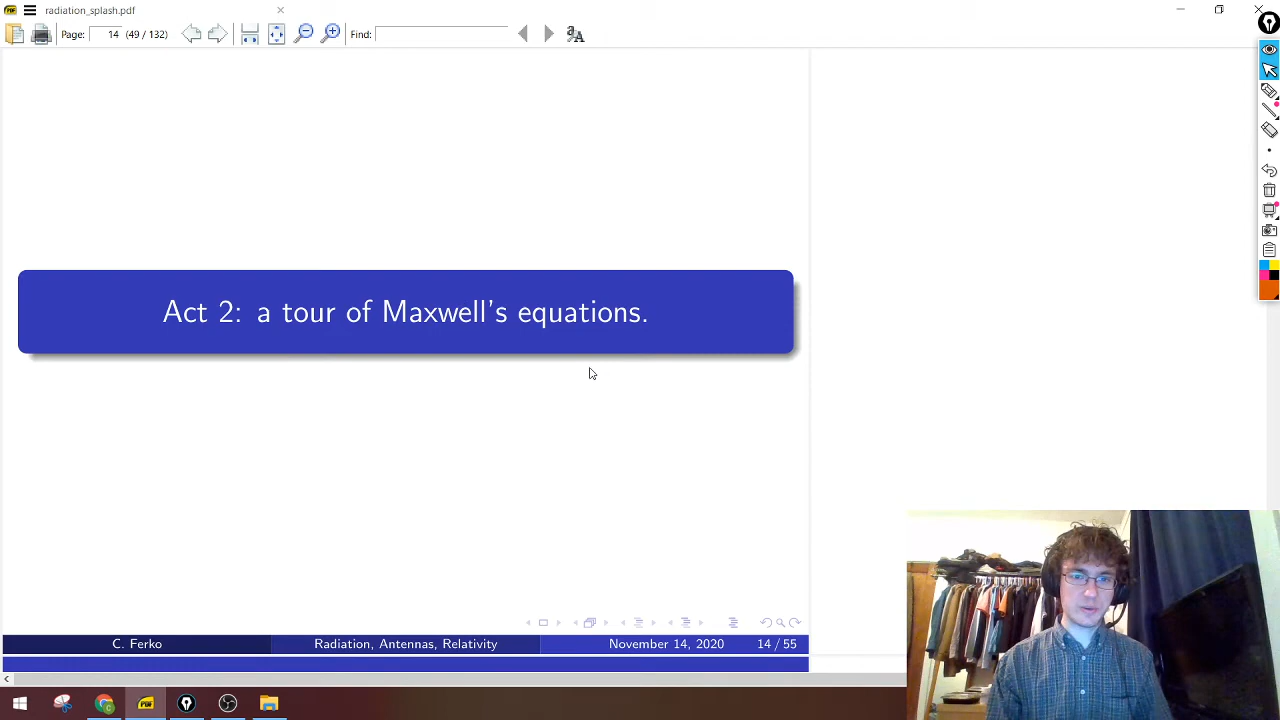 radiation_splash.pdf
Page: 14 (49 / 132) Find:
Act 2: a tour of Maxwell's equations.
C. Ferko Radiation, Antennas, Relativity November 14, 2020 14 / 55